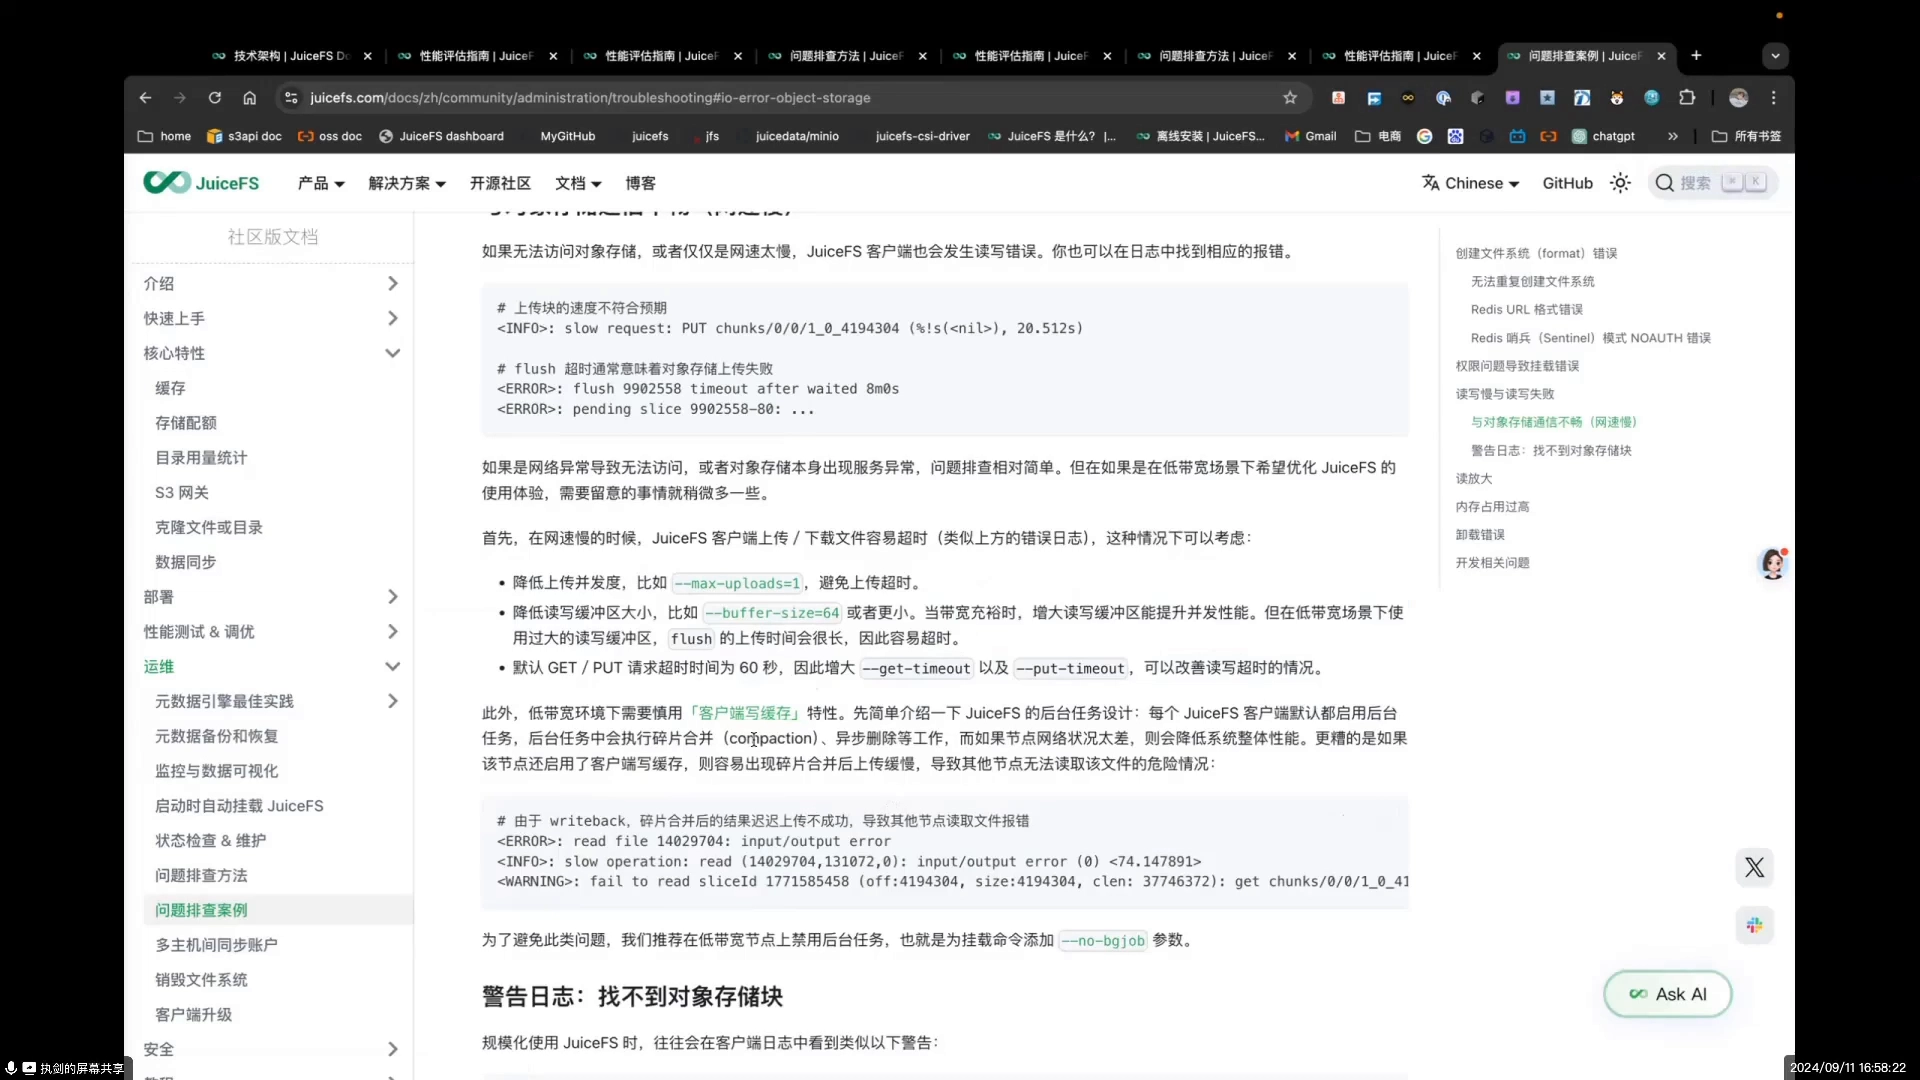 技术架构 | JuiceFS Do
性能评估指南 | JuiceF
性能评估指南 | JuiceF
问题排查方法 | JuiceF
性能评估指南 | JuiceF
问题排查方法 | JuiceF
性能评估指南 | JuiceF
问题排查案例 | JuiceF
juicefs.com/docs/zh/community/administration/troubleshooting#io-error-object-storage
home
s3api doc
oss doc
JuiceFS dashboard
MyGitHub
juicefs
jfs
juicedata/minio
juicefs-csi-driver
JuiceFS 是什么? |...
离线安装 | JuiceFS...
Gmail
电商
chatgpt
所有书签
JuiceFS
产品
解决方案
开源社区
文档
博客
Chinese
GitHub
搜索
K
社区版文档
介绍
快速上手
核心特性
缓存
存储配额
目录用量统计
S3 网关
克隆文件或目录
数据同步
部署
性能测试 & 调优
运维
元数据引擎最佳实践
元数据备份和恢复
监控与数据可视化
启动时自动挂载 JuiceFS
状态检查 & 维护
问题排查方法
问题排查案例
多主机间同步账户
销毁文件系统
客户端升级
安全
与对象存储通信不畅（网速慢）
如果无法访问对象存储，或者仅仅是网速太慢，JuiceFS 客户端也会发生读写错误。你也可以在日志中找到相应的报错。
# 上传块的速度不符合预期
<INFO>: slow request: PUT chunks/0/0/1_0_4194304 (%!s(<nil>), 20.512s)
# flush 超时通常意味着对象存储上传失败
<ERROR>: flush 9902558 timeout after waited 8m0s
<ERROR>: pending slice 9902558-80: ...
如果是网络异常导致无法访问，或者对象存储本身出现服务异常，问题排查相对简单。但在如果是在低带宽场景下希望优化 JuiceFS 的
使用体验，需要留意的事情就稍微多一些。
首先，在网速慢的时候，JuiceFS 客户端上传 / 下载文件容易超时（类似上方的错误日志），这种情况下可以考虑：
• 降低上传并发度，比如 --max-uploads=1，避免上传超时。
• 降低读写缓冲区大小，比如 --buffer-size=64 或者更小。当带宽充裕时，增大读写缓冲区能提升并发性能。但在低带宽场景下使
用过大的读写缓冲区，flush 的上传时间会很长，因此容易超时。
• 默认 GET / PUT 请求超时时间为 60 秒，因此增大 --get-timeout 以及 --put-timeout，可以改善读写超时的情况。
此外，低带宽环境下需要慎用「客户端写缓存」特性。先简单介绍一下 JuiceFS 的后台任务设计：每个 JuiceFS 客户端默认都启用后台
任务，后台任务中会执行碎片合并（compaction）、异步删除等工作，而如果节点网络状况太差，则会降低系统整体性能。更糟的是如果
该节点还启用了客户端写缓存，则容易出现碎片合并后上传缓慢，导致其他节点无法读取该文件的危险情况：
# 由于 writeback，碎片合并后的结果迟迟上传不成功，导致其他节点读取文件报错
<ERROR>: read file 14029704: input/output error
<INFO>: slow operation: read (14029704,131072,0): input/output error (0) <74.147891>
<WARNING>: fail to read sliceId 1771585458 (off:4194304, size:4194304, clen: 37746372): get chunks/0/0/1_0_41
为了避免此类问题，我们推荐在低带宽节点上禁用后台任务，也就是为挂载命令添加 --no-bgjob 参数。
警告日志：找不到对象存储块
规模化使用 JuiceFS 时，往往会在客户端日志中看到类似以下警告：
创建文件系统（format）错误
无法重复创建文件系统
Redis URL 格式错误
Redis 哨兵（Sentinel）模式 NOAUTH 错误
权限问题导致挂载错误
读写慢与读写失败
与对象存储通信不畅（网速慢）
警告日志：找不到对象存储块
读放大
内存占用过高
卸载错误
开发相关问题
Ask AI
执剑的屏幕共享
2024/09/11 16:58:22